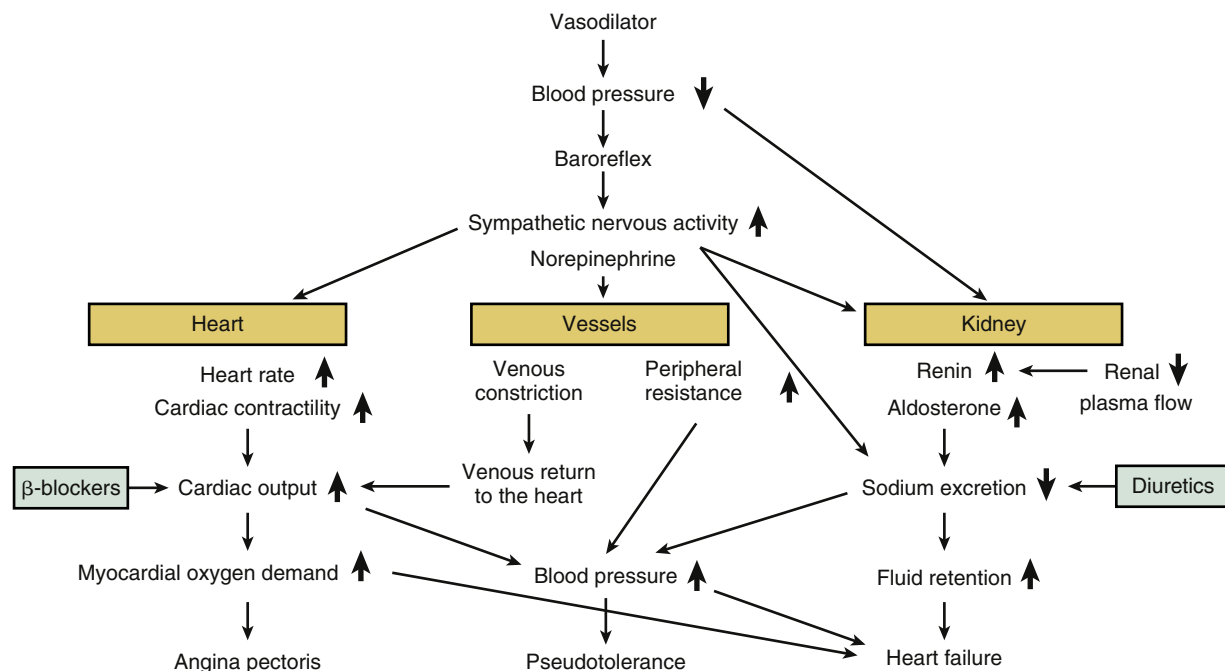 Vasodilator
Blood pressure
Baroreflex
Sympathetic nervous activity
Norepinephrine
Heart
Vessels
Kidney
Heart rate
Cardiac contractility
Venous
constriction
Peripheral
resistance
Renin
Renal
plasma flow
Aldosterone
β-blockers
Cardiac output
Venous return
to the heart
Sodium excretion
Diuretics
Myocardial oxygen demand
Blood pressure
Fluid retention
Angina pectoris
Pseudotolerance
Heart failure